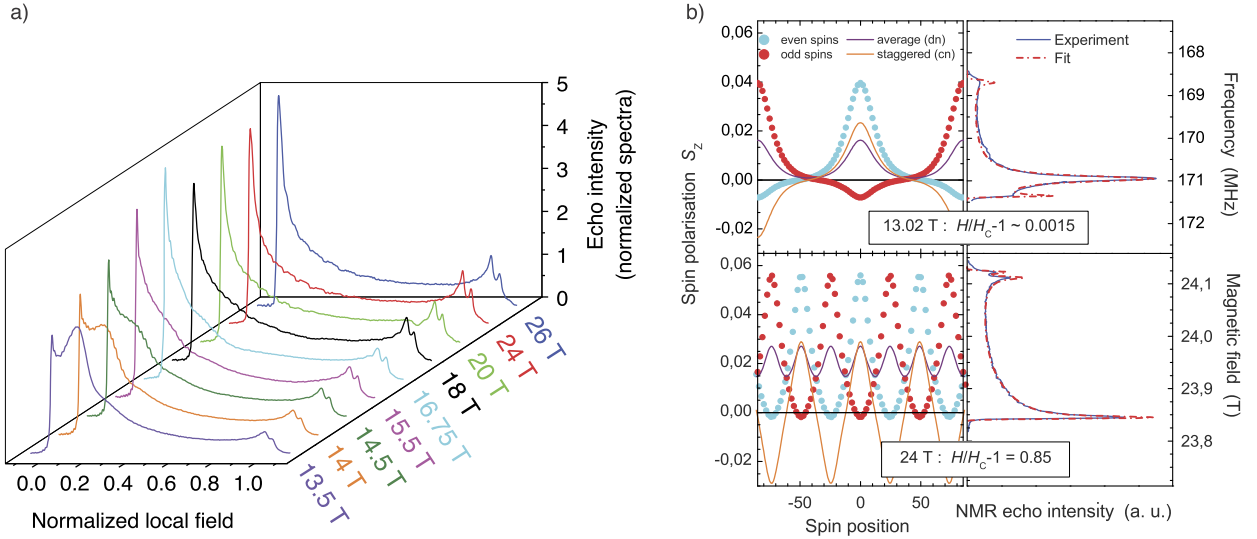 a)
5
4
3
2
1
0
Echo intensity
(normalized spectra)
26 T
24 T
20 T
18 T
16.75 T
15.5 T
14.5 T
14 T
13.5 T
0.0 0.2 0.4 0.6 0.8 1.0
Normalized local field
b)
0,06
0,04
0,02
0,00
-0,02
0,06
0,04
0,02
0,00
-0,02
Spin polarisation Sz
even spins
odd spins
average (dn)
staggered (cn)
Experiment
Fit
168
169
170
171
172
Frequency (MHz)
13.02 T : H/HC-1 ~ 0.0015
24,1
24,0
23,9
23,8
Magnetic field (T)
24 T : H/HC-1 = 0.85
-50 0 50
Spin position
NMR echo intensity (a. u.)